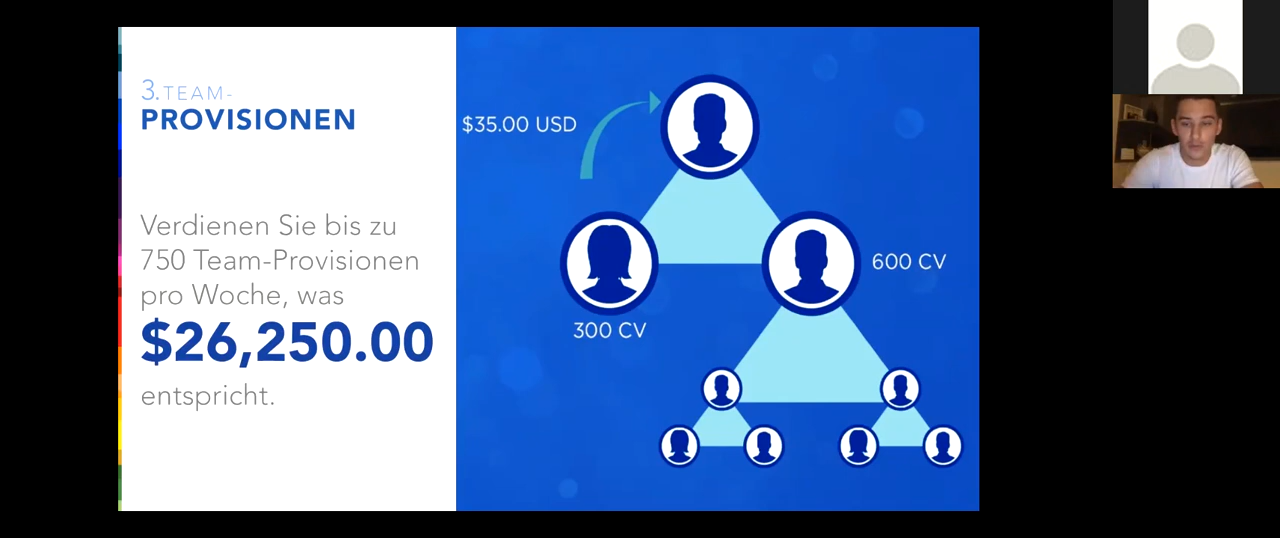 3. TEAM-
PROVISIONEN
Verdienen Sie bis zu
750 Team-Provisionen
pro Woche, was
$26,250.00
entspricht.
$35.00 USD
600 CV
300 CV